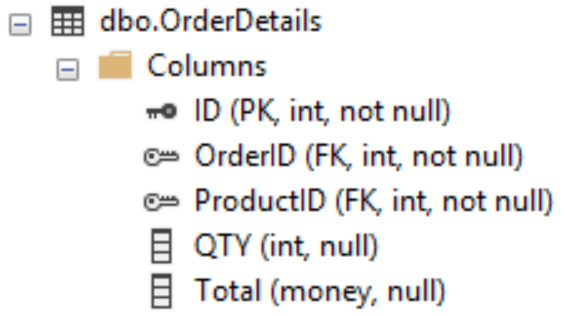 dbo.OrderDetails
Columns
ID (PK, int, not null)
OrderID (FK, int, not null)
ProductID (FK, int, not null)
QTY (int, null)
Total (money, null)